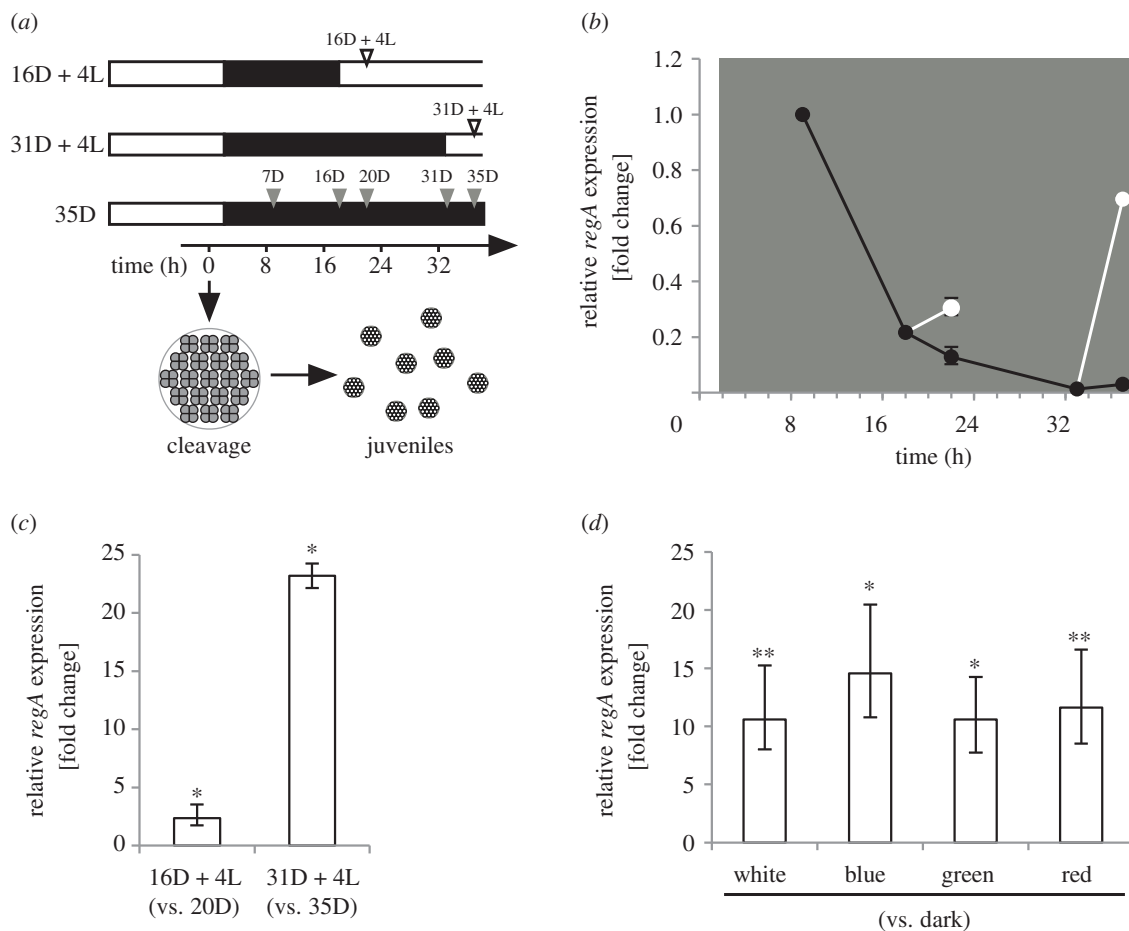 (a)
16D + 4L
16D + 4L
31D + 4L
31D + 4L
7D 16D 20D 31D 35D
35D
time (h) 0 8 16 24 32
cleavage juveniles
(b)
relative regA expression
[fold change]
1.2
1.0
0.8
0.6
0.4
0.2
0 8 16 24 32
time (h)
(c)
relative regA expression
[fold change]
25
20
15
10
5
0
*
*
16D + 4L 31D + 4L
(vs. 20D) (vs. 35D)
(d)
relative regA expression
[fold change]
25
20
15
10
5
0
** * * **
white blue green red
(vs. dark)